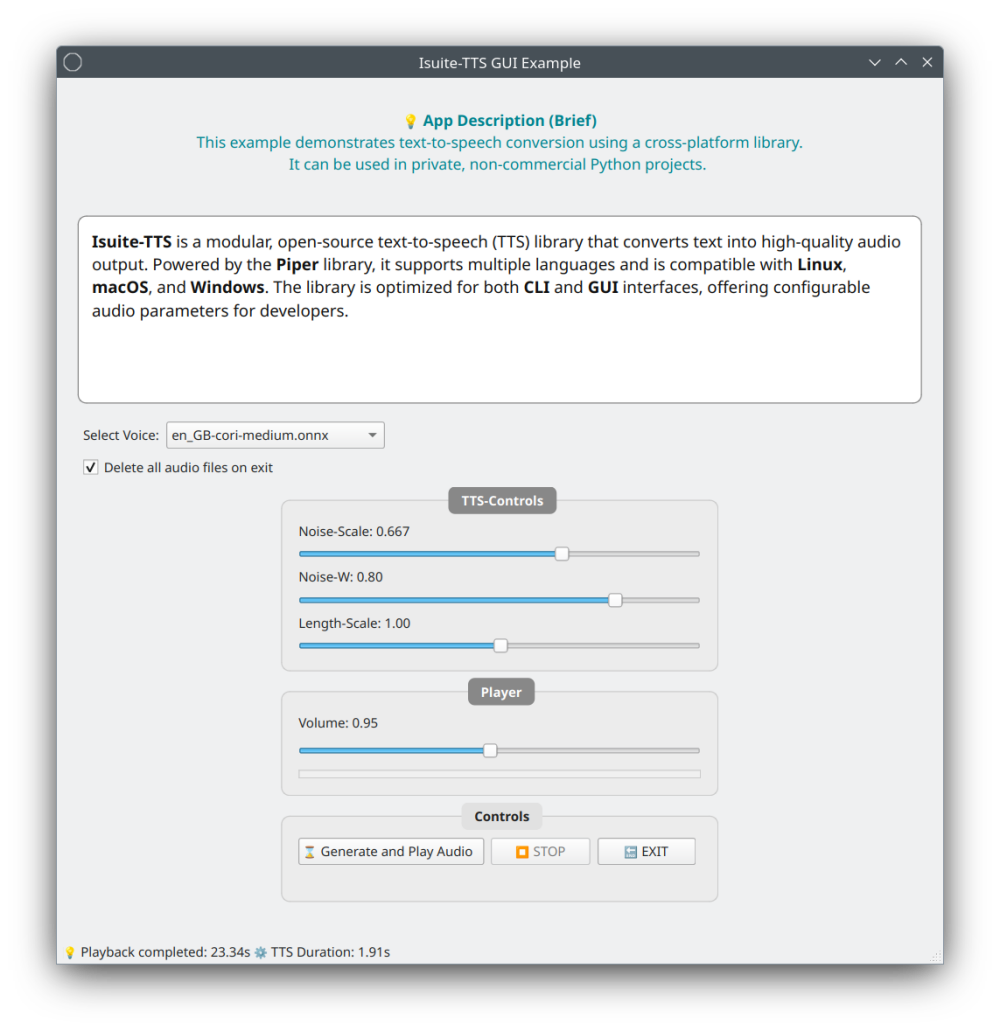 Isuite-TTS GUI Example
💡 App Description (Brief)
This example demonstrates text-to-speech conversion using a cross-platform library.
It can be used in private, non-commercial Python projects.
Isuite-TTS is a modular, open-source text-to-speech (TTS) library that converts text into high-quality audio
output. Powered by the Piper library, it supports multiple languages and is compatible with Linux,
macOS, and Windows. The library is optimized for both CLI and GUI interfaces, offering configurable
audio parameters for developers.
Select Voice: en_GB-cori-medium.onnx
Delete all audio files on exit
TTS-Controls
Noise-Scale: 0.667
Noise-W: 0.80
Length-Scale: 1.00
Player
Volume: 0.95
Controls
⌛ Generate and Play Audio ⏹️ STOP 🔚 EXIT
💡 Playback completed: 23.34s ⚙️ TTS Duration: 1.91s